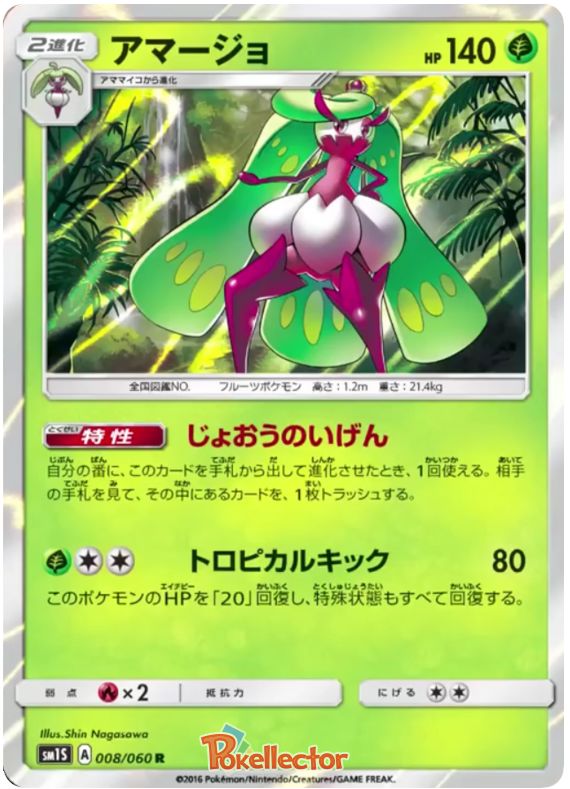 2進化 アマージョ HP 140
アママイコから進化
全国図鑑NO. フルーツポケモン 高さ:1.2m 重さ:21.4kg
とくせい 特性 じょおうのいげん
自分の番に、このカードを手札から出して進化させたとき、1回使える。相手
の手札を見て、その中にあるカードを、1枚トラッシュする。
トロピカルキック 80
このポケモンのHPを「20」回復し、特殊状態もすべて回復する。
弱点 ×2 抵抗力 にげる
Illus.Shin Nagasawa
SM1S A 008/060 R
Pokellector
©2016 Pokémon/Nintendo/Creatures/GAME FREAK.